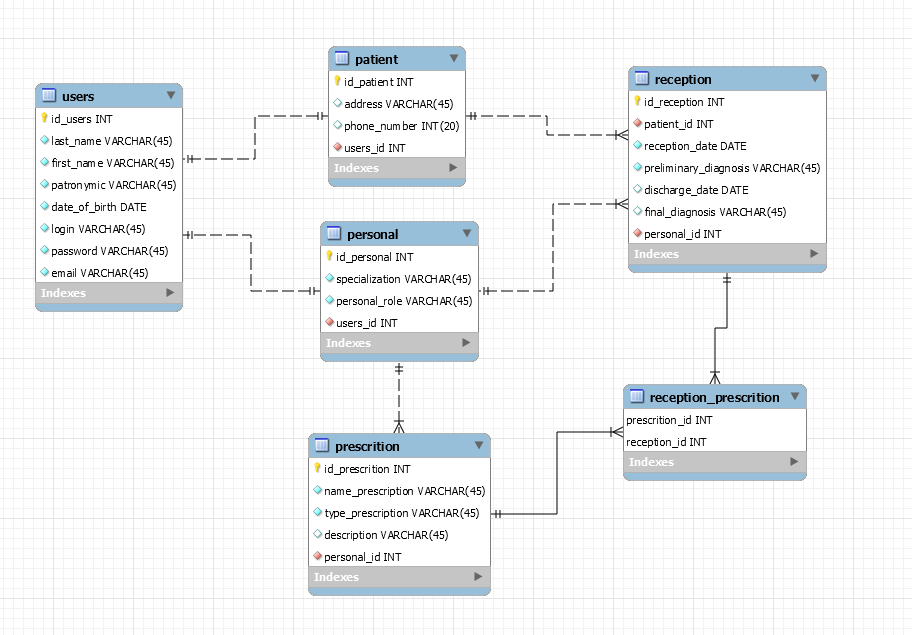 users
id_users INT
last_name VARCHAR(45)
first_name VARCHAR(45)
patronymic VARCHAR(45)
date_of_birth DATE
login VARCHAR(45)
password VARCHAR(45)
email VARCHAR(45)
Indexes
patient
id_patient INT
address VARCHAR(45)
phone_number INT(20)
users_id INT
Indexes
personal
id_personal INT
specialization VARCHAR(45)
personal_role VARCHAR(45)
users_id INT
Indexes
prescrition
id_prescrition INT
name_prescription VARCHAR(45)
type_prescription VARCHAR(45)
description VARCHAR(45)
personal_id INT
Indexes
reception
id_reception INT
patient_id INT
reception_date DATE
preliminary_diagnosis VARCHAR(45)
discharge_date DATE
final_diagnosis VARCHAR(45)
personal_id INT
Indexes
reception_prescrition
prescrition_id INT
reception_id INT
Indexes